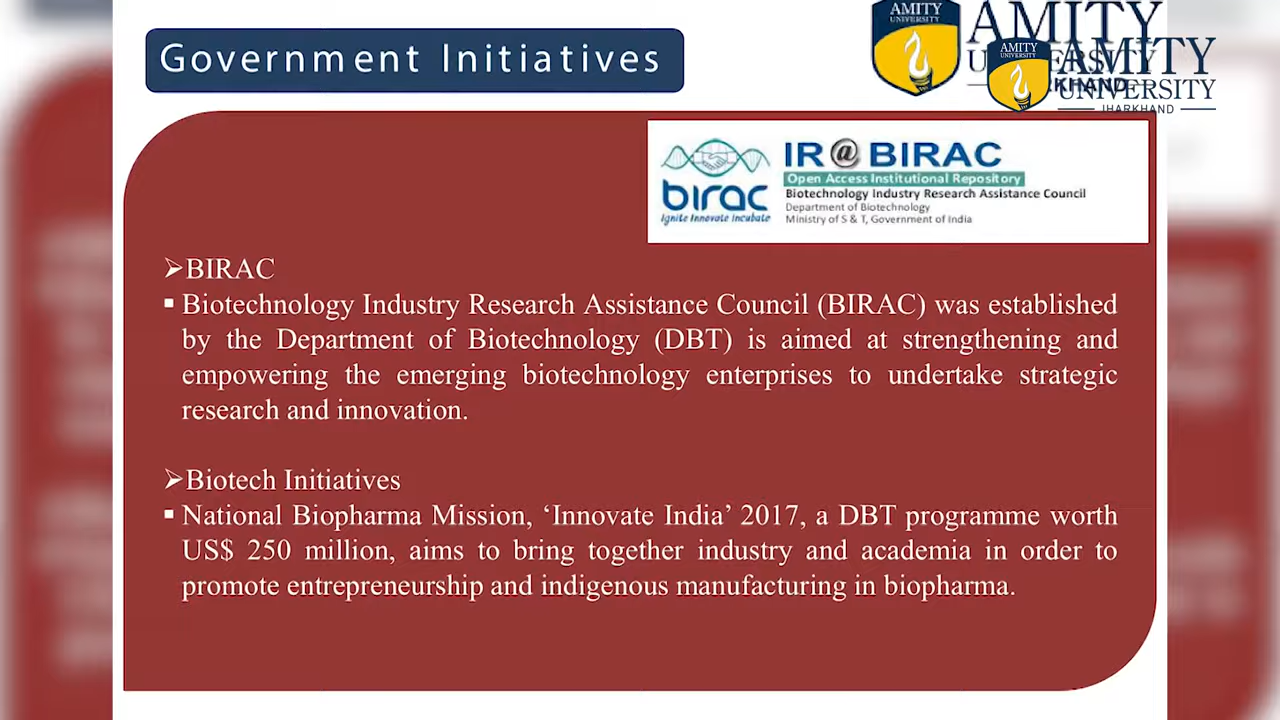 Government Initiatives
AMITY
UNIVERSITY
AMITY
AMITY
UNIVERSITY
AMITY
UNIVERSITY
JHARKHAND
birac
Ignite Innovate Incubate
IR@BIRAC
Open Access Institutional Repository
Biotechnology Industry Research Assistance Council
Department of Biotechnology
Ministry of S & T, Government of India
➢BIRAC
▪ Biotechnology Industry Research Assistance Council (BIRAC) was established
by the Department of Biotechnology (DBT) is aimed at strengthening and
empowering the emerging biotechnology enterprises to undertake strategic
research and innovation.
➢Biotech Initiatives
▪ National Biopharma Mission, ‘Innovate India’ 2017, a DBT programme worth
US$ 250 million, aims to bring together industry and academia in order to
promote entrepreneurship and indigenous manufacturing in biopharma.